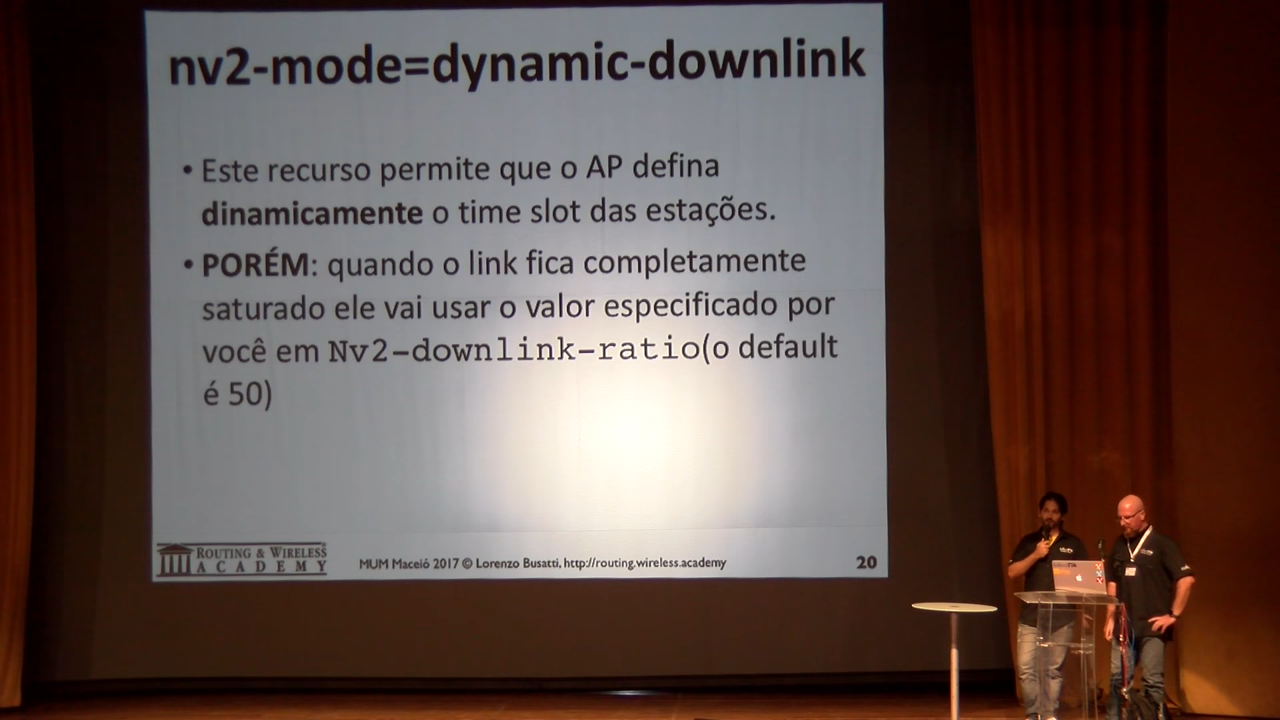 nv2-mode=dynamic-downlink
• Este recurso permite que o AP defina
dinamicamente o time slot das estações.
• PORÉM: quando o link fica completamente
saturado ele vai usar o valor especificado por
você em Nv2-downlink-ratio(o default
é 50)
ROUTING & WIRELESS
ACADEMY
MUM Maceió 2017 © Lorenzo Busatti, http://routing.wireless.academy
20